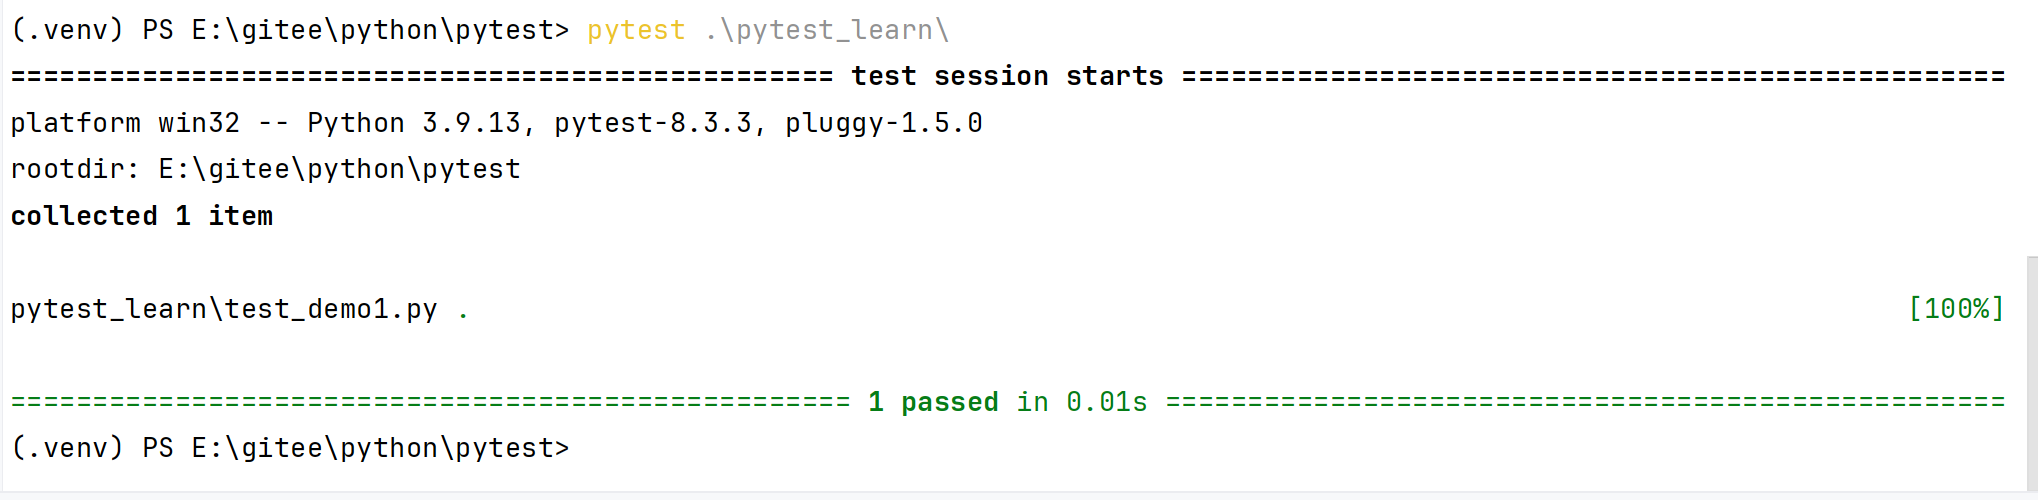 (.venv) PS E:\gitee\python\pytest> pytest .\pytest_learn\
================================================== test session starts ==================================================
platform win32 -- Python 3.9.13, pytest-8.3.3, pluggy-1.5.0
rootdir: E:\gitee\python\pytest
collected 1 item
pytest_learn\test_demo1.py . [100%]
=================================================== 1 passed in 0.01s ===================================================
(.venv) PS E:\gitee\python\pytest>